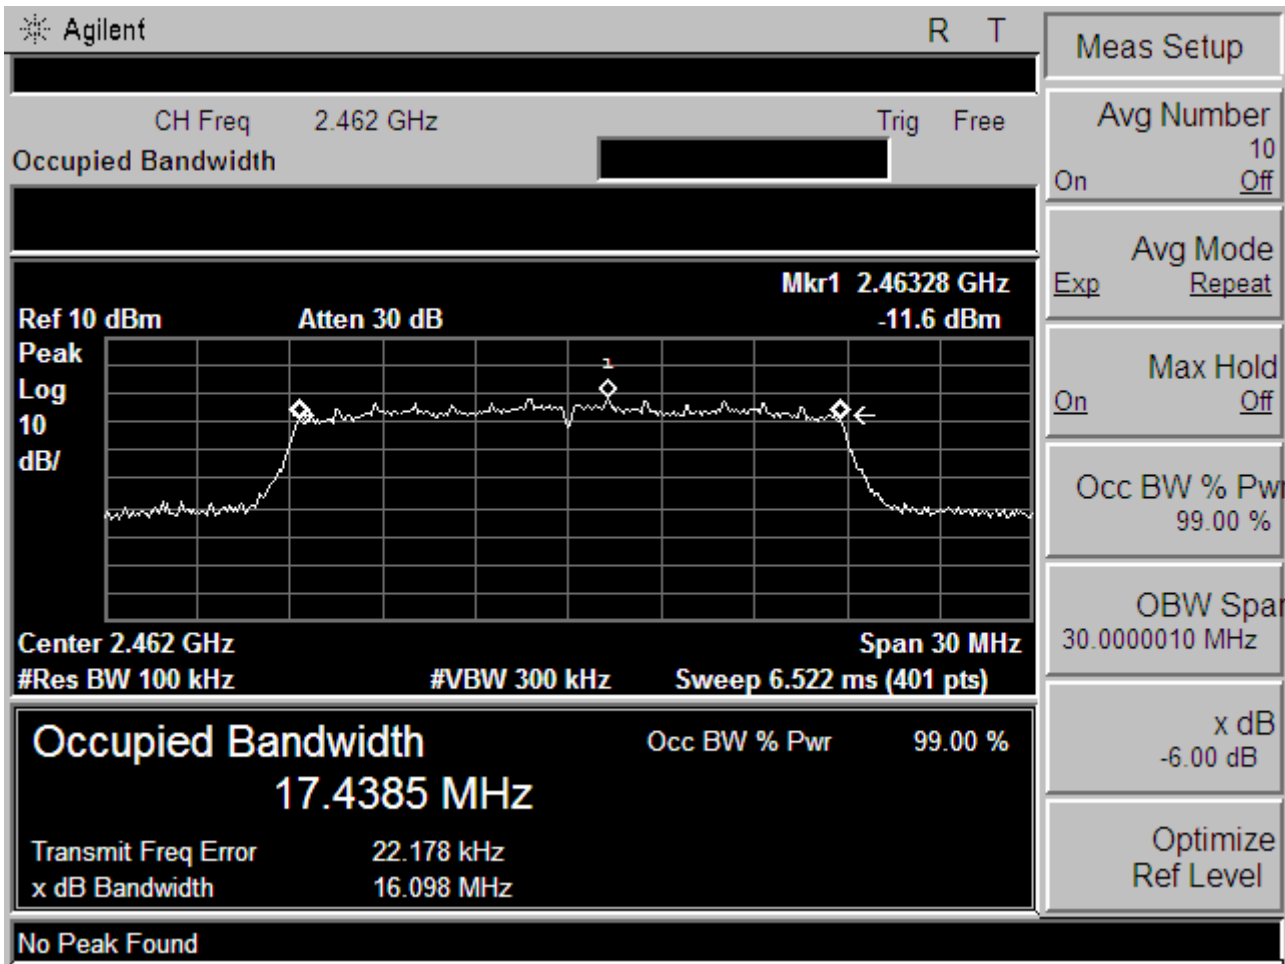 Agilent R T
CH Freq 2.462 GHz Trig Free
Occupied Bandwidth
Mkr1 2.46328 GHz
Ref 10 dBm Atten 30 dB -11.6 dBm
Peak
Log
10
dB/
1
Center 2.462 GHz Span 30 MHz
#Res BW 100 kHz #VBW 300 kHz Sweep 6.522 ms (401 pts)
Occupied Bandwidth Occ BW % Pwr 99.00 %
17.4385 MHz
Transmit Freq Error 22.178 kHz
x dB Bandwidth 16.098 MHz
No Peak Found
Meas Setup
Avg Number
10
On Off
Avg Mode
Exp Repeat
Max Hold
On Off
Occ BW % Pwr
99.00 %
OBW Spar
30.0000010 MHz
x dB
-6.00 dB
Optimize
Ref Level